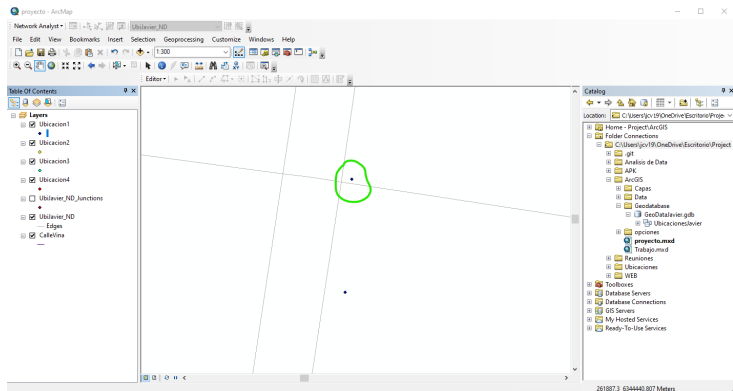 proyecto - ArcMap
Network Analyst
UbiJavier_ND
File Edit View Bookmarks Insert Selection Geoprocessing Customize Windows Help
1:300
Editor
Table Of Contents
Layers
Ubicacion1
Ubicacion2
Ubicacion3
Ubicacion4
UbiJavier_ND_Junctions
UbiJavier_ND
Edges
CalleVina
Catalog
Location: C:\Users\jcv19\OneDrive\Escritorio\Proje
Home - Project\ArcGIS
Folder Connections
C:\Users\jcv19\OneDrive\Escritorio\Project
.git
Analisis de Data
APK
ArcGIS
Capas
Data
Geodatabase
GeoDataJavier.gdb
UbicacionesJavier
opciones
proyecto.mxd
Trabajo.mxd
Reuniones
Ubicaciones
WEB
Toolboxes
Database Servers
Database Connections
GIS Servers
My Hosted Services
Ready-To-Use Services
261887.3 6344440.807 Meters